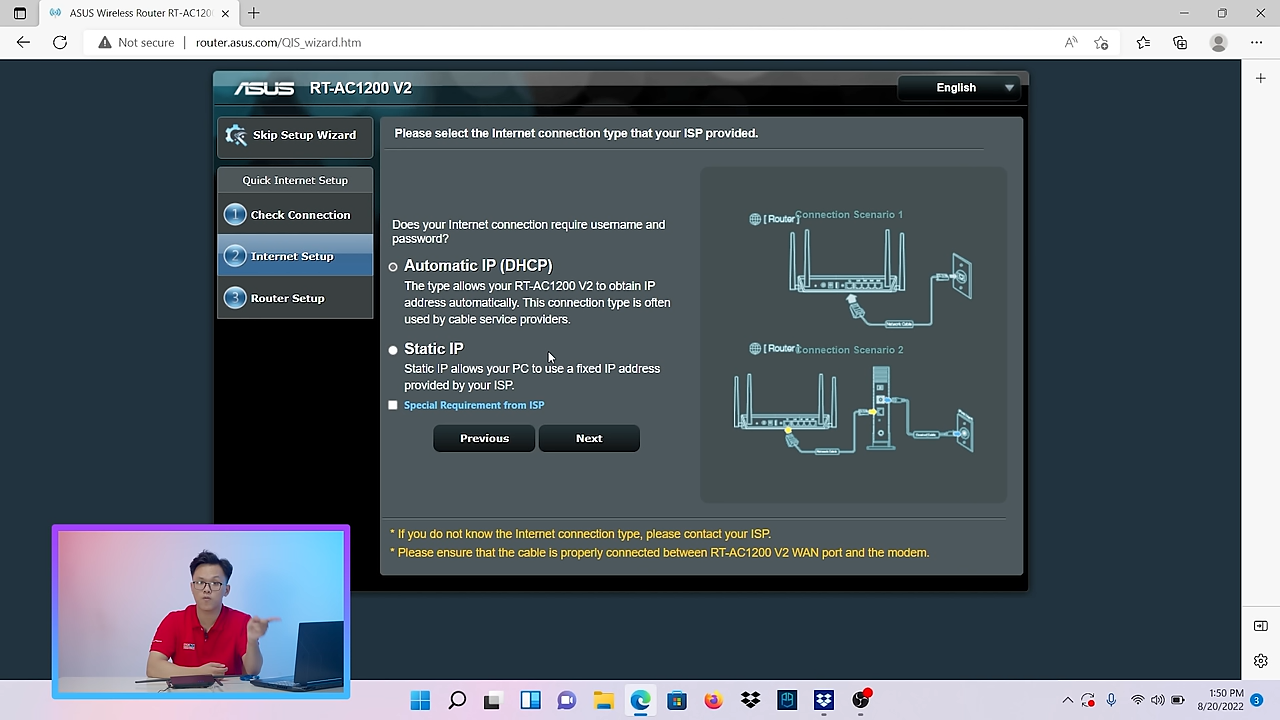 ASUS Wireless Router RT-AC120
Not secure
router.asus.com/QIS_wizard.htm
ASUS RT-AC1200 V2
English
Skip Setup Wizard
Quick Internet Setup
1 Check Connection
2 Internet Setup
3 Router Setup
Please select the Internet connection type that your ISP provided.
Does your Internet connection require username and
password?
Automatic IP (DHCP)
The type allows your RT-AC1200 V2 to obtain IP
address automatically. This connection type is often
used by cable service providers.
Static IP
Static IP allows your PC to use a fixed IP address
provided by your ISP.
Special Requirement from ISP
Previous
Next
[ Router ] Connection Scenario 1
Network Cable
[ Router ] Connection Scenario 2
* If you do not know the Internet connection type, please contact your ISP.
* Please ensure that the cable is properly connected between RT-AC1200 V2 WAN port and the modem.
1:50 PM
8/20/2022
3